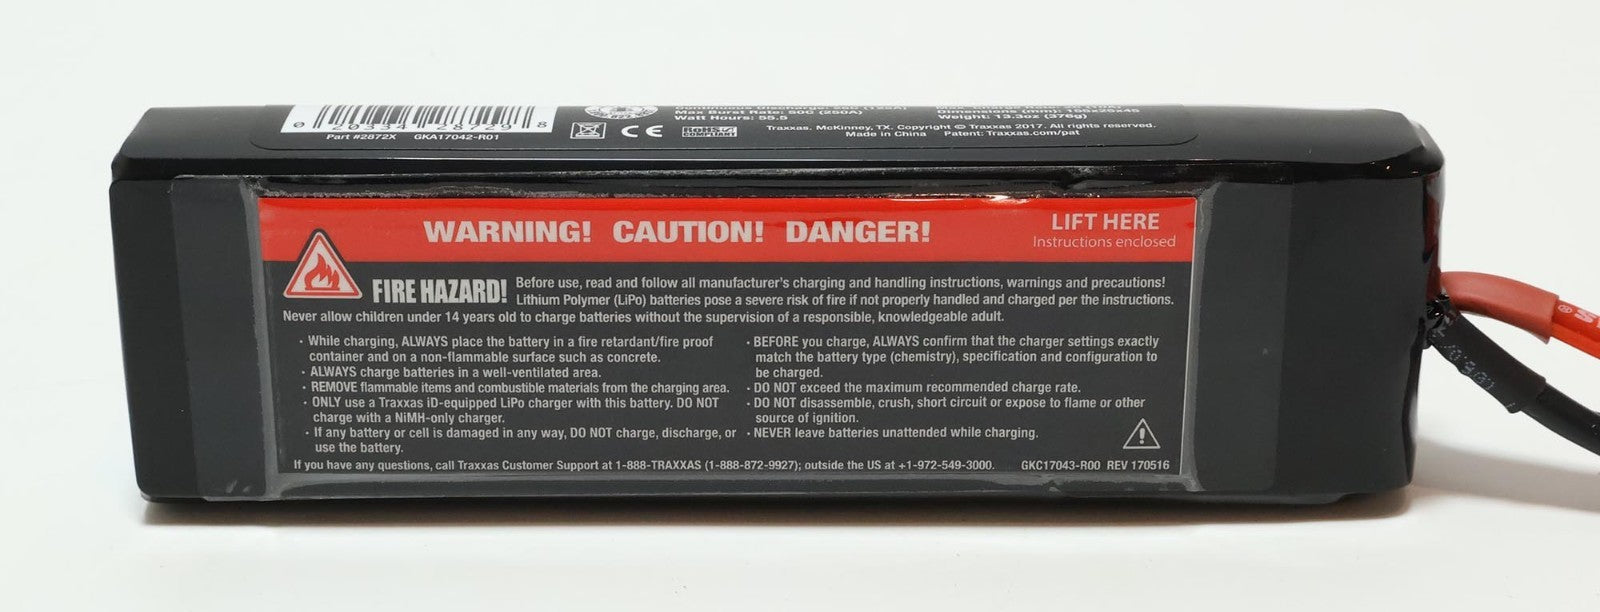 0 20334 28729 8
Part #2872X GKA17042-R01
CE
RoHS
COMPLIANT
Max Burst Rate: 50C (250A)
Watt Hours: 55.5
Dimensions (mm): 155x25x45
Weight: 13.3oz (376g)
Traxxas. McKinney, TX. Copyright © Traxxas 2017. All rights reserved.
Made in China Patent: Traxxas.com/pat
WARNING! CAUTION! DANGER!
LIFT HERE
Instructions enclosed
FIRE HAZARD! Before use, read and follow all manufacturer's charging and handling instructions, warnings and precautions!
Lithium Polymer (LiPo) batteries pose a severe risk of fire if not properly handled and charged per the instructions.
Never allow children under 14 years old to charge batteries without the supervision of a responsible, knowledgeable adult.
• While charging, ALWAYS place the battery in a fire retardant/fire proof
container and on a non-flammable surface such as concrete.
• ALWAYS charge batteries in a well-ventilated area.
• REMOVE flammable items and combustible materials from the charging area.
• ONLY use a Traxxas iD-equipped LiPo charger with this battery. DO NOT
charge with a NiMH-only charger.
• If any battery or cell is damaged in any way, DO NOT charge, discharge, or
use the battery.
• BEFORE you charge, ALWAYS confirm that the charger settings exactly
match the battery type (chemistry), specification and configuration to
be charged.
• DO NOT exceed the maximum recommended charge rate.
• DO NOT disassemble, crush, short circuit or expose to flame or other
source of ignition.
• NEVER leave batteries unattended while charging.
If you have any questions, call Traxxas Customer Support at 1-888-TRAXXAS (1-888-872-9927); outside the US at +1-972-549-3000. GKC17043-R00 REV 170516